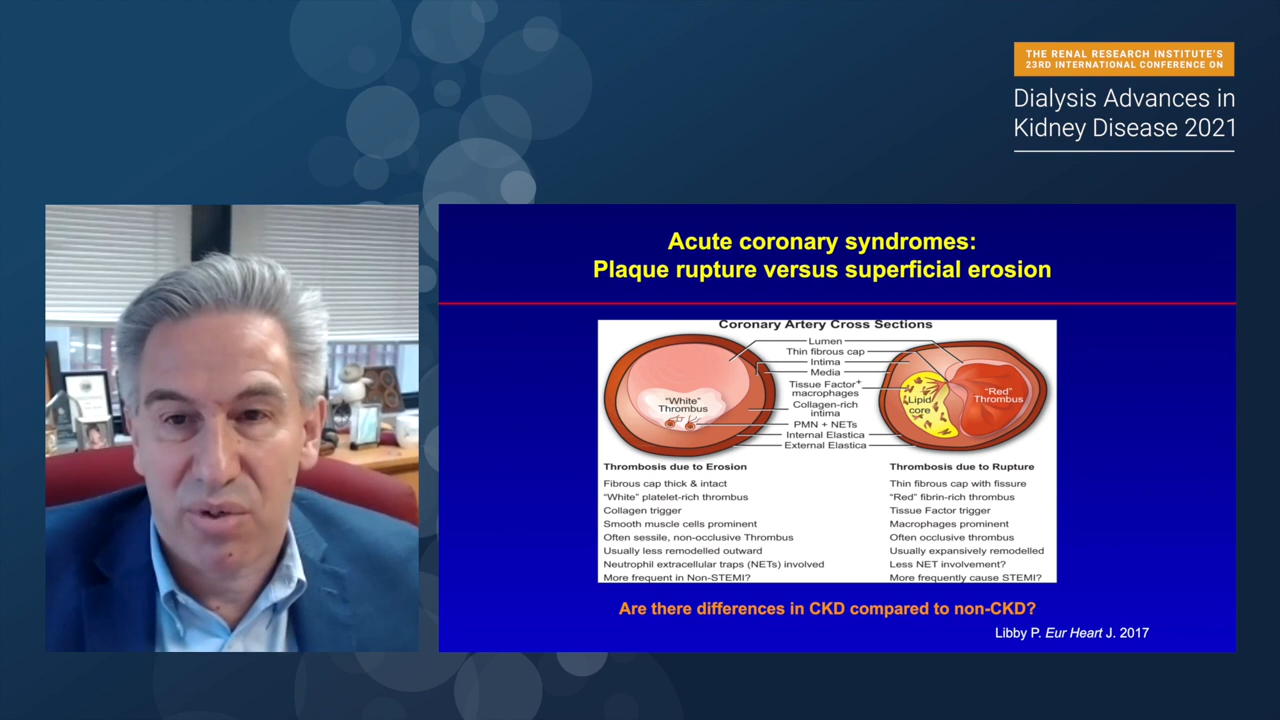 THE RENAL RESEARCH INSTITUTE'S
23RD INTERNATIONAL CONFERENCE ON
Dialysis Advances in
Kidney Disease 2021
Acute coronary syndromes:
Plaque rupture versus superficial erosion
Coronary Artery Cross Sections
Lumen
Thin fibrous cap
Intima
Media
Tissue Factor+
macrophages
Collagen-rich
intima
PMN + NETs
Internal Elastica
External Elastica
"White"
Thrombus
Lipid
core
"Red"
Thrombus
Thrombosis due to Erosion
Fibrous cap thick & intact
"White" platelet-rich thrombus
Collagen trigger
Smooth muscle cells prominent
Often sessile, non-occlusive Thrombus
Usually less remodelled outward
Neutrophil extracellular traps (NETs) involved
More frequent in Non-STEMI?
Thrombosis due to Rupture
Thin fibrous cap with fissure
"Red" fibrin-rich thrombus
Tissue Factor trigger
Macrophages prominent
Often occlusive thrombus
Usually expansively remodelled
Less NET involvement?
More frequently cause STEMI?
Are there differences in CKD compared to non-CKD?
Libby P. Eur Heart J. 2017